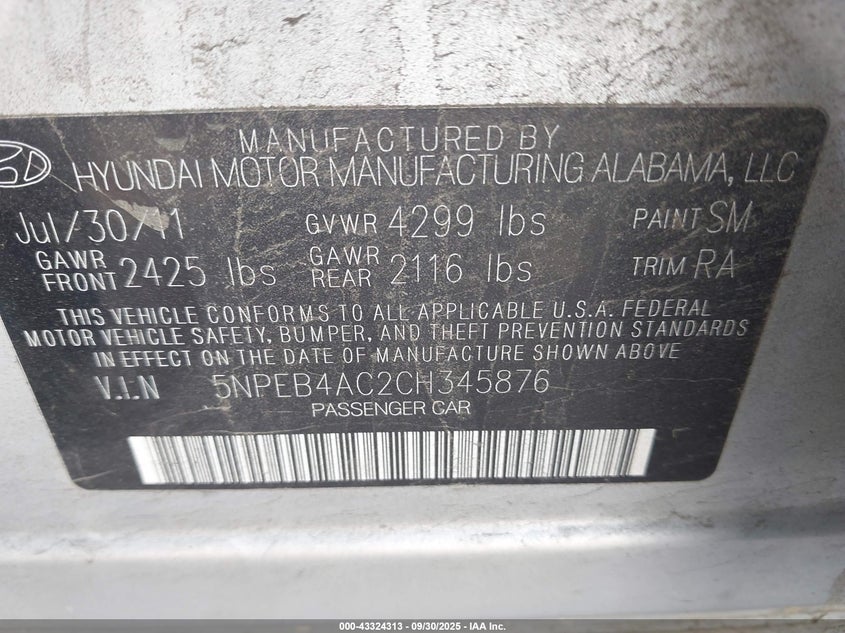 MANUFACTURED BY
HYUNDAI MOTOR MANUFACTURING ALABAMA, LLC
Jul/30/11 GVWR 4299 lbs PAINT SM
GAWR FRONT 2425 lbs GAWR REAR 2116 lbs TRIM RA
THIS VEHICLE CONFORMS TO ALL APPLICABLE U.S.A. FEDERAL
MOTOR VEHICLE SAFETY, BUMPER, AND THEFT PREVENTION STANDARDS
IN EFFECT ON THE DATE OF MANUFACTURE SHOWN ABOVE
V.I.N 5NPEB4AC2CH345876
PASSENGER CAR
000-43324313 - 09/30/2025 - IAA Inc.